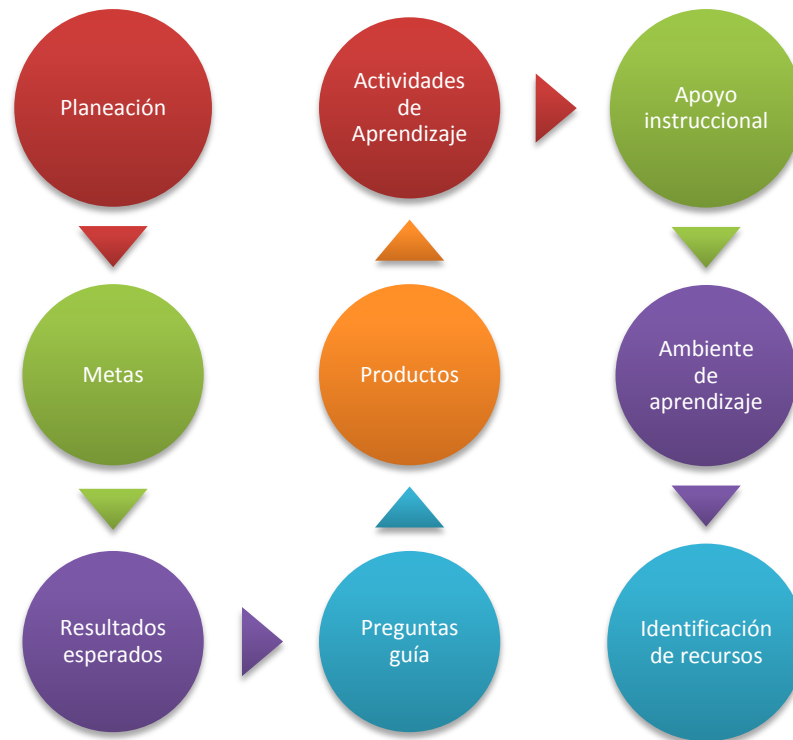 Planeación
Metas
Resultados
esperados
Preguntas
guía
Productos
Actividades
de
Aprendizaje
Apoyo
instruccional
Ambiente
de
aprendizaje
Identificación
de recursos